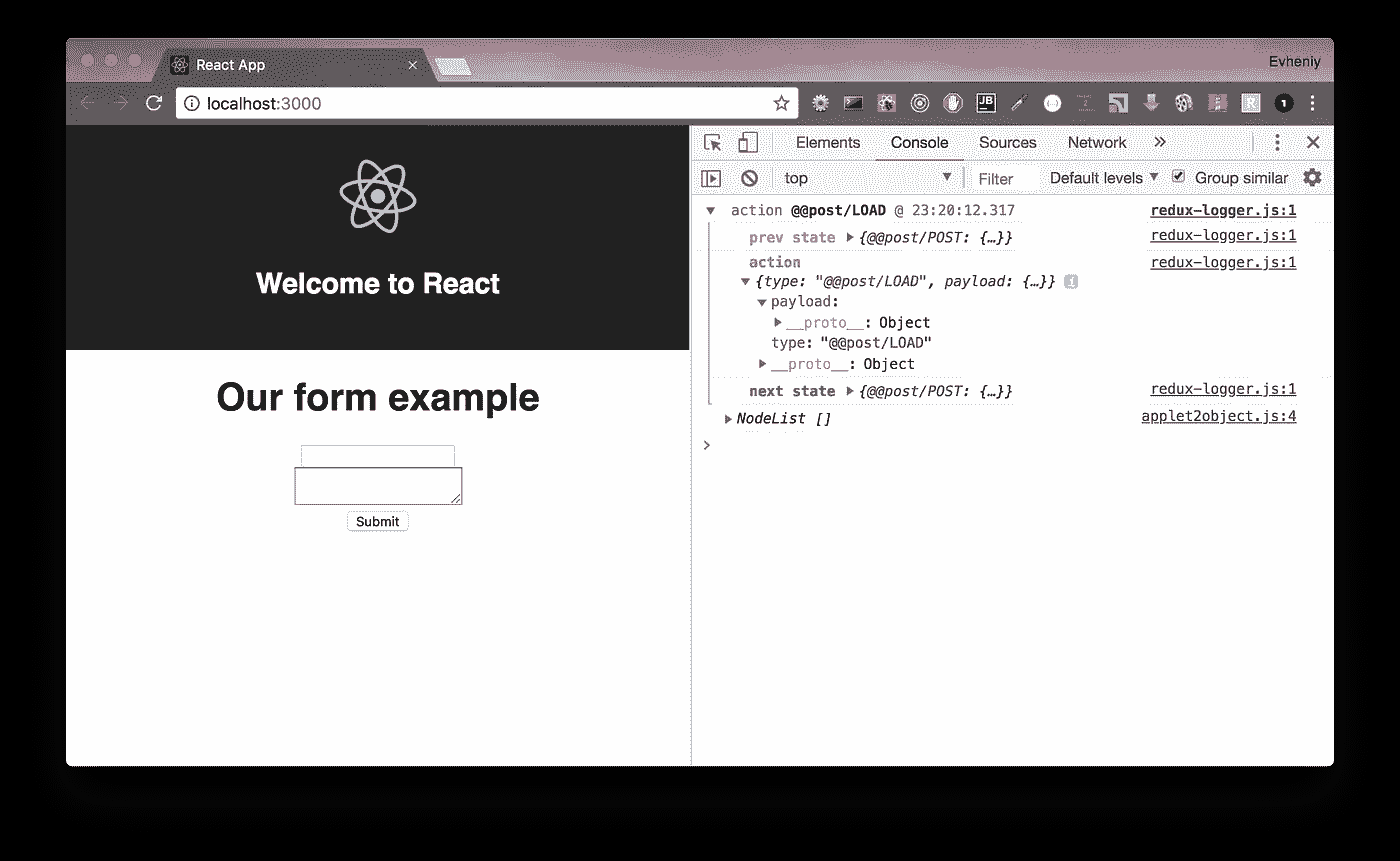 React App
Evheniy
localhost:3000
JB
R
1
Welcome to React
Our form example
Submit
Elements Console Sources Network
top Filter Default levels Group similar
action @@post/LOAD @ 23:20:12.317 redux-logger.js:1
prev state {@@post/POST: {…}} redux-logger.js:1
action redux-logger.js:1
{type: "@@post/LOAD", payload: {…}} i
payload:
__proto__: Object
type: "@@post/LOAD"
__proto__: Object
next state {@@post/POST: {…}} redux-logger.js:1
NodeList [] applet2object.js:4